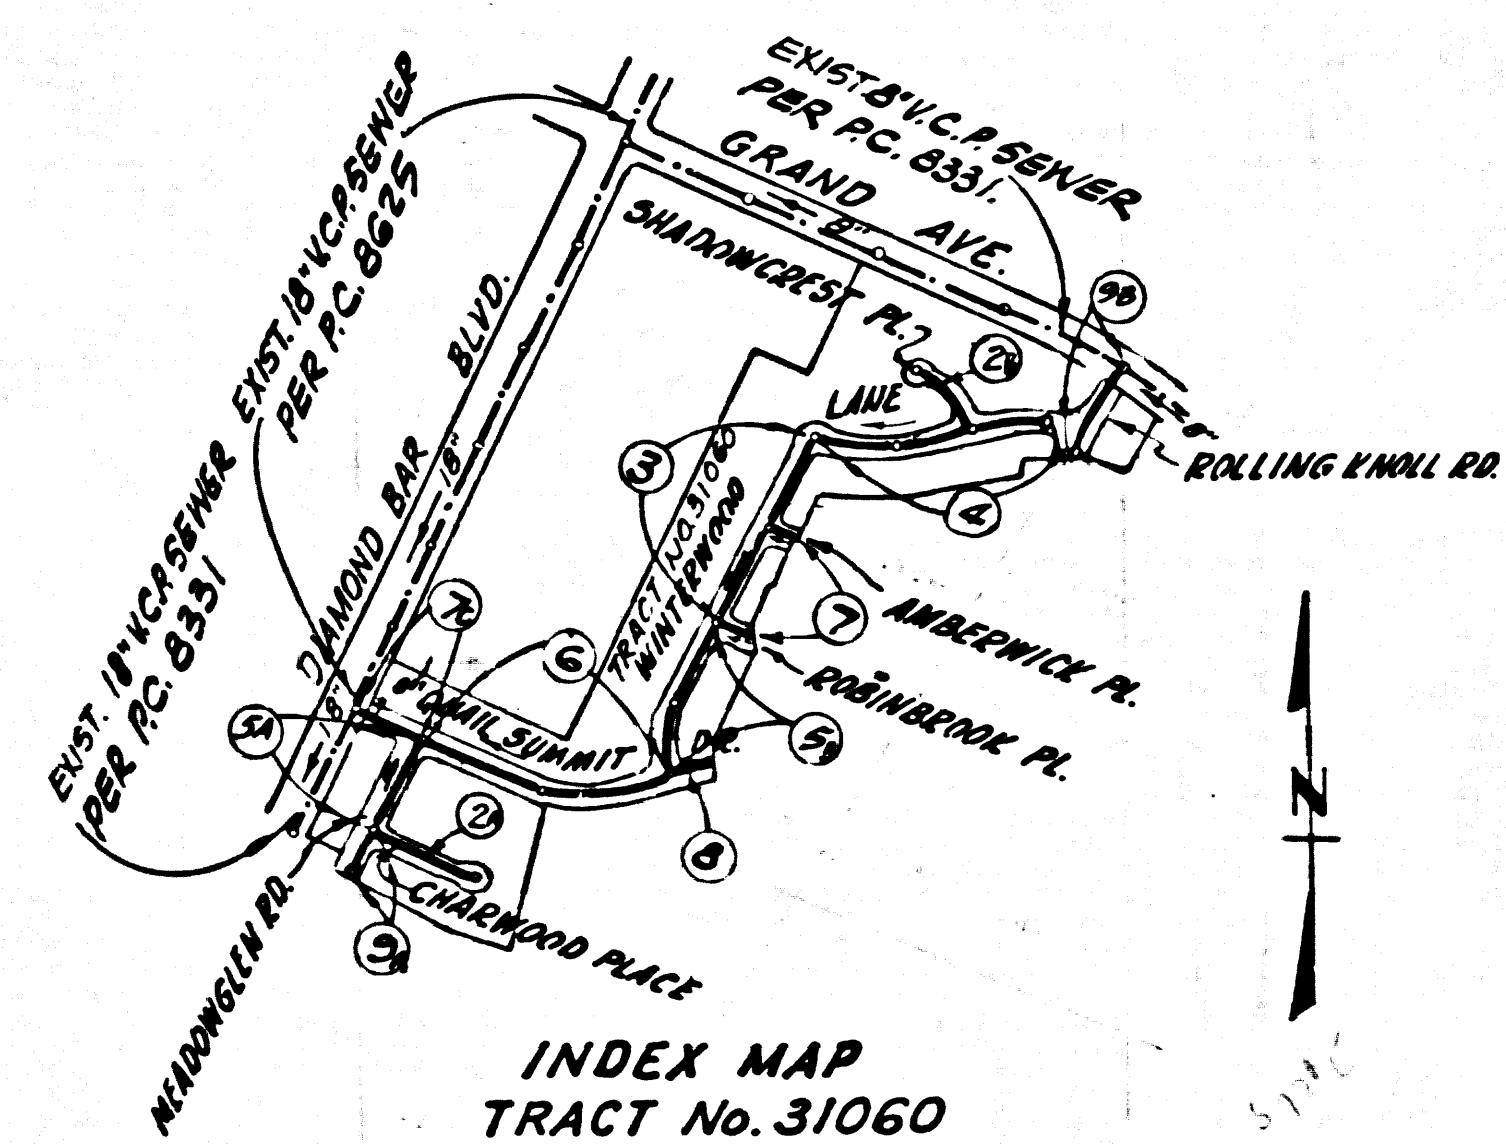 EXIST. 8" V.C.P. SEWER
PER P.C. 8331.
GRAND AVE.
8"
SHADOWCREST PL.
EXIST. 18" V.C.P. SEWER
PER P.C. 8625
9B
2B
LANE
8"
ROLLING KNOLL RD.
DIAMOND BAR BLVD.
18"
3
4
TRACT NO. 31060
WINTERWOOD
AMBERWICK PL.
7
ROBINBROOK PL.
7C
6
5B
EXIST. 18" V.C.P. SEWER
PER P.C. 8331
5A
18"
8"
QUAIL SUMMIT DR.
2A
8
CHARWOOD PLACE
9A
MEADOWGLEN RD.
N
INDEX MAP
TRACT No. 31060